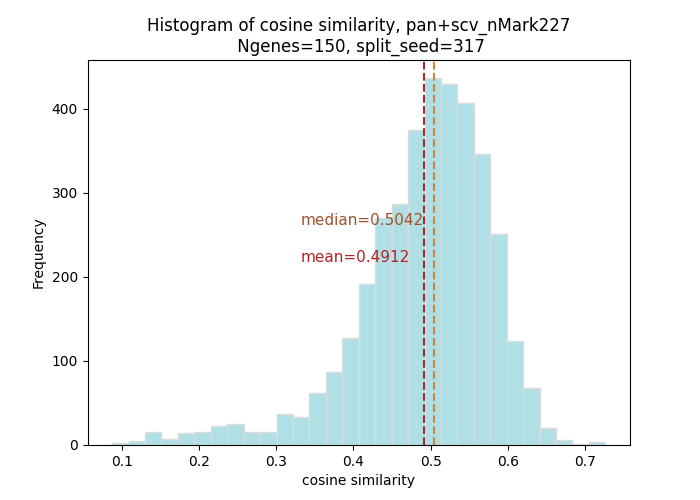 Histogram of cosine similarity, pan+scv_nMark227
Ngenes=150, split_seed=317
Frequency
400
300
200
100
0
median=0.5042
mean=0.4912
0.1 0.2 0.3 0.4 0.5 0.6 0.7
cosine similarity